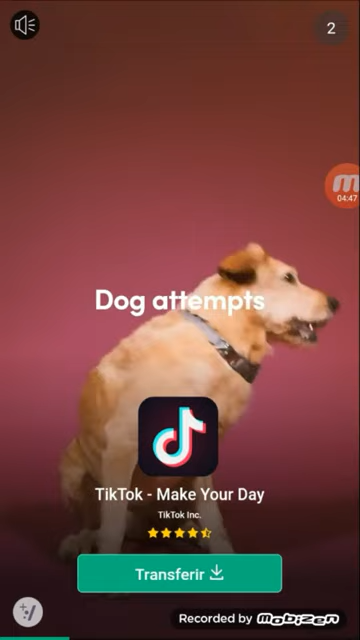 2
04:47
Dog attempts
TikTok - Make Your Day
TikTok Inc.
Transferir
Recorded by mobizen